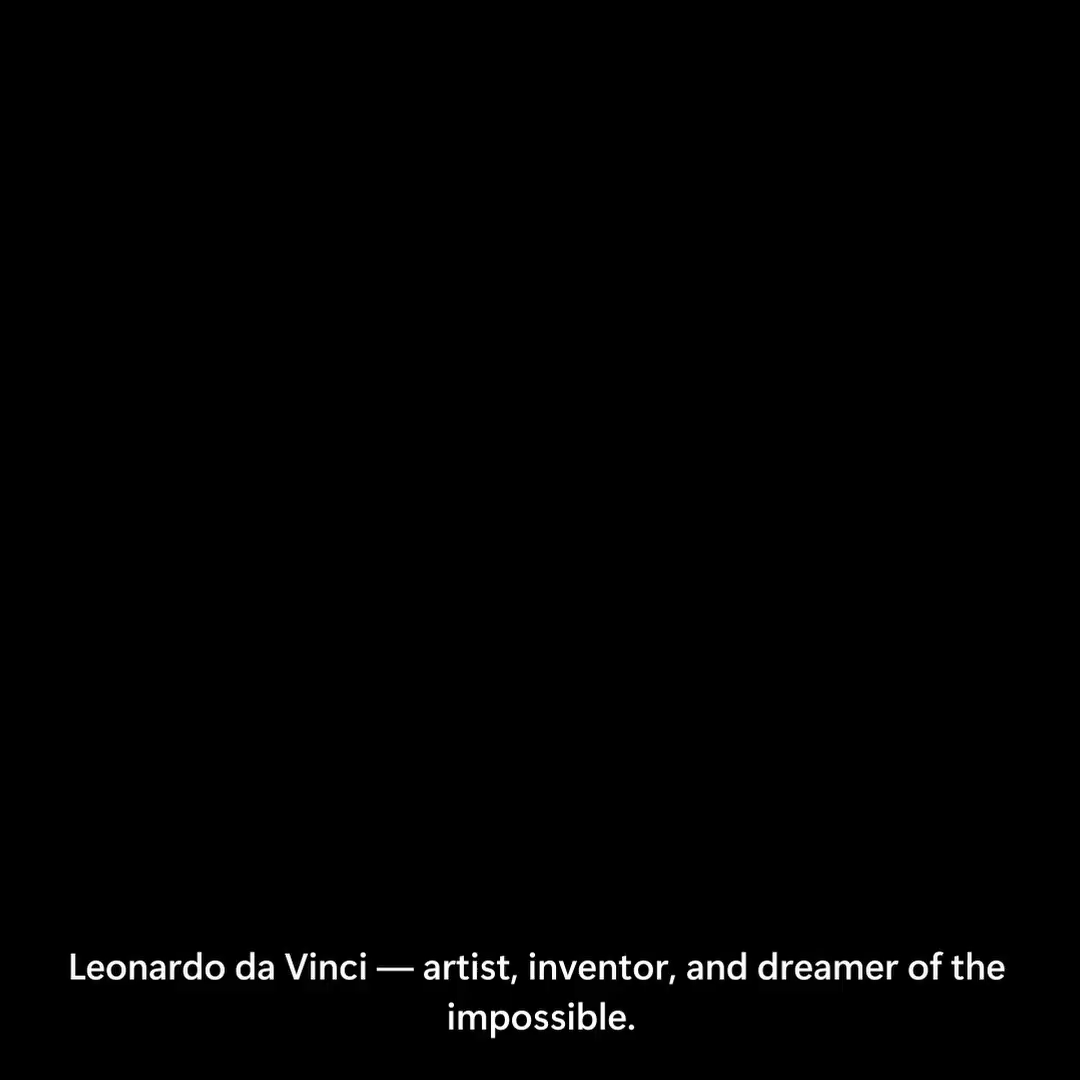 Leonardo da Vinci — artist, inventor, and dreamer of the
impossible.